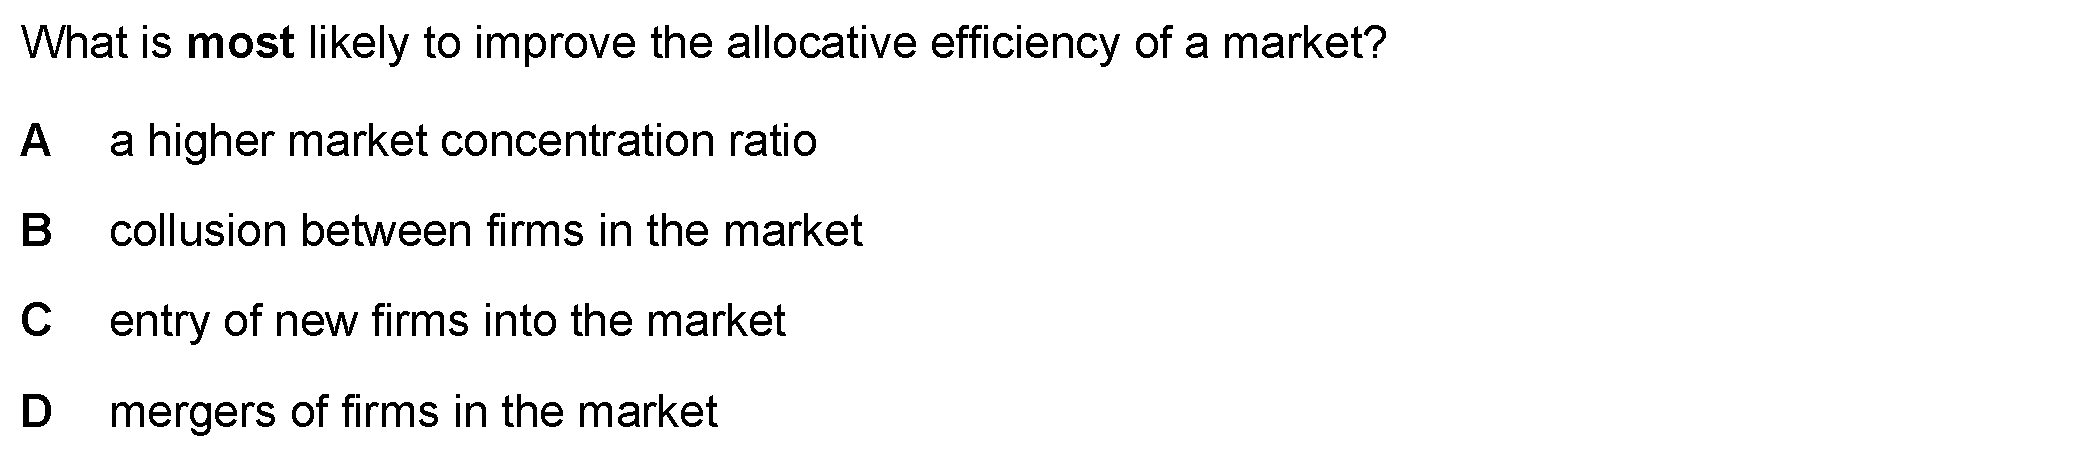 What is most likely to improve the allocative efficiency of a market?
A a higher market concentration ratio
B collusion between firms in the market
C entry of new firms into the market
D mergers of firms in the market